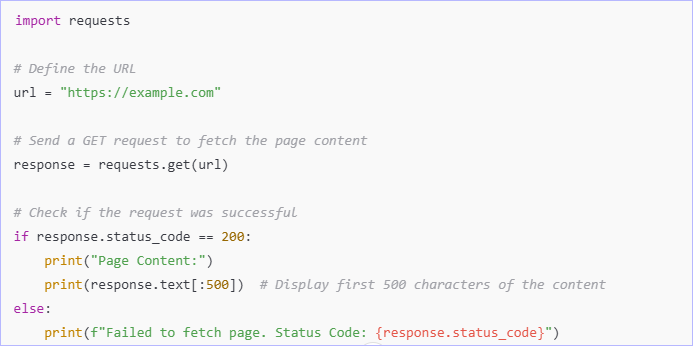 import requests

# Define the URL
url = "https://example.com"

# Send a GET request to fetch the page content
response = requests.get(url)

# Check if the request was successful
if response.status_code == 200:
    print("Page Content:")
    print(response.text[:500])  # Display first 500 characters of the content
else:
    print(f"Failed to fetch page. Status Code: {response.status_code}")